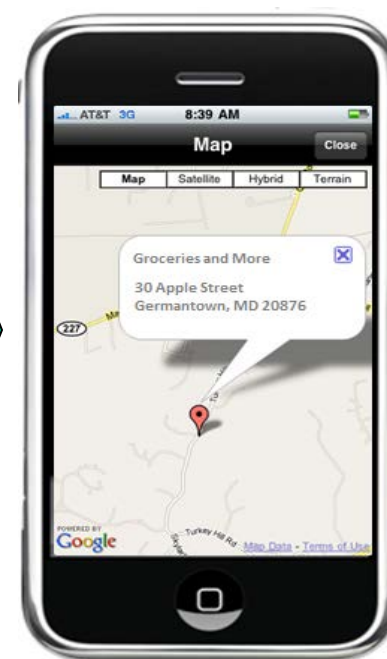 AT&T 3G 8:39 AM
Map Close
Map Satellite Hybrid Terrain
Groceries and More
30 Apple Street
Germantown, MD 20876
227
POWERED BY
Google
Turkey Hill Rd
Map Data - Terms of Use